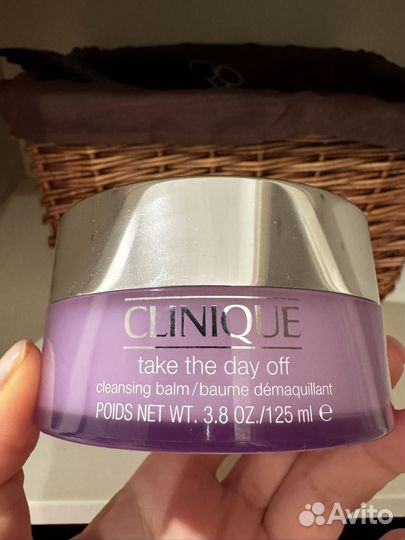 CLINIQUE
take the day off
cleansing balm/baume démaquillant
POIDS NET WT. 3.8 OZ./125 ml ℮
Avito